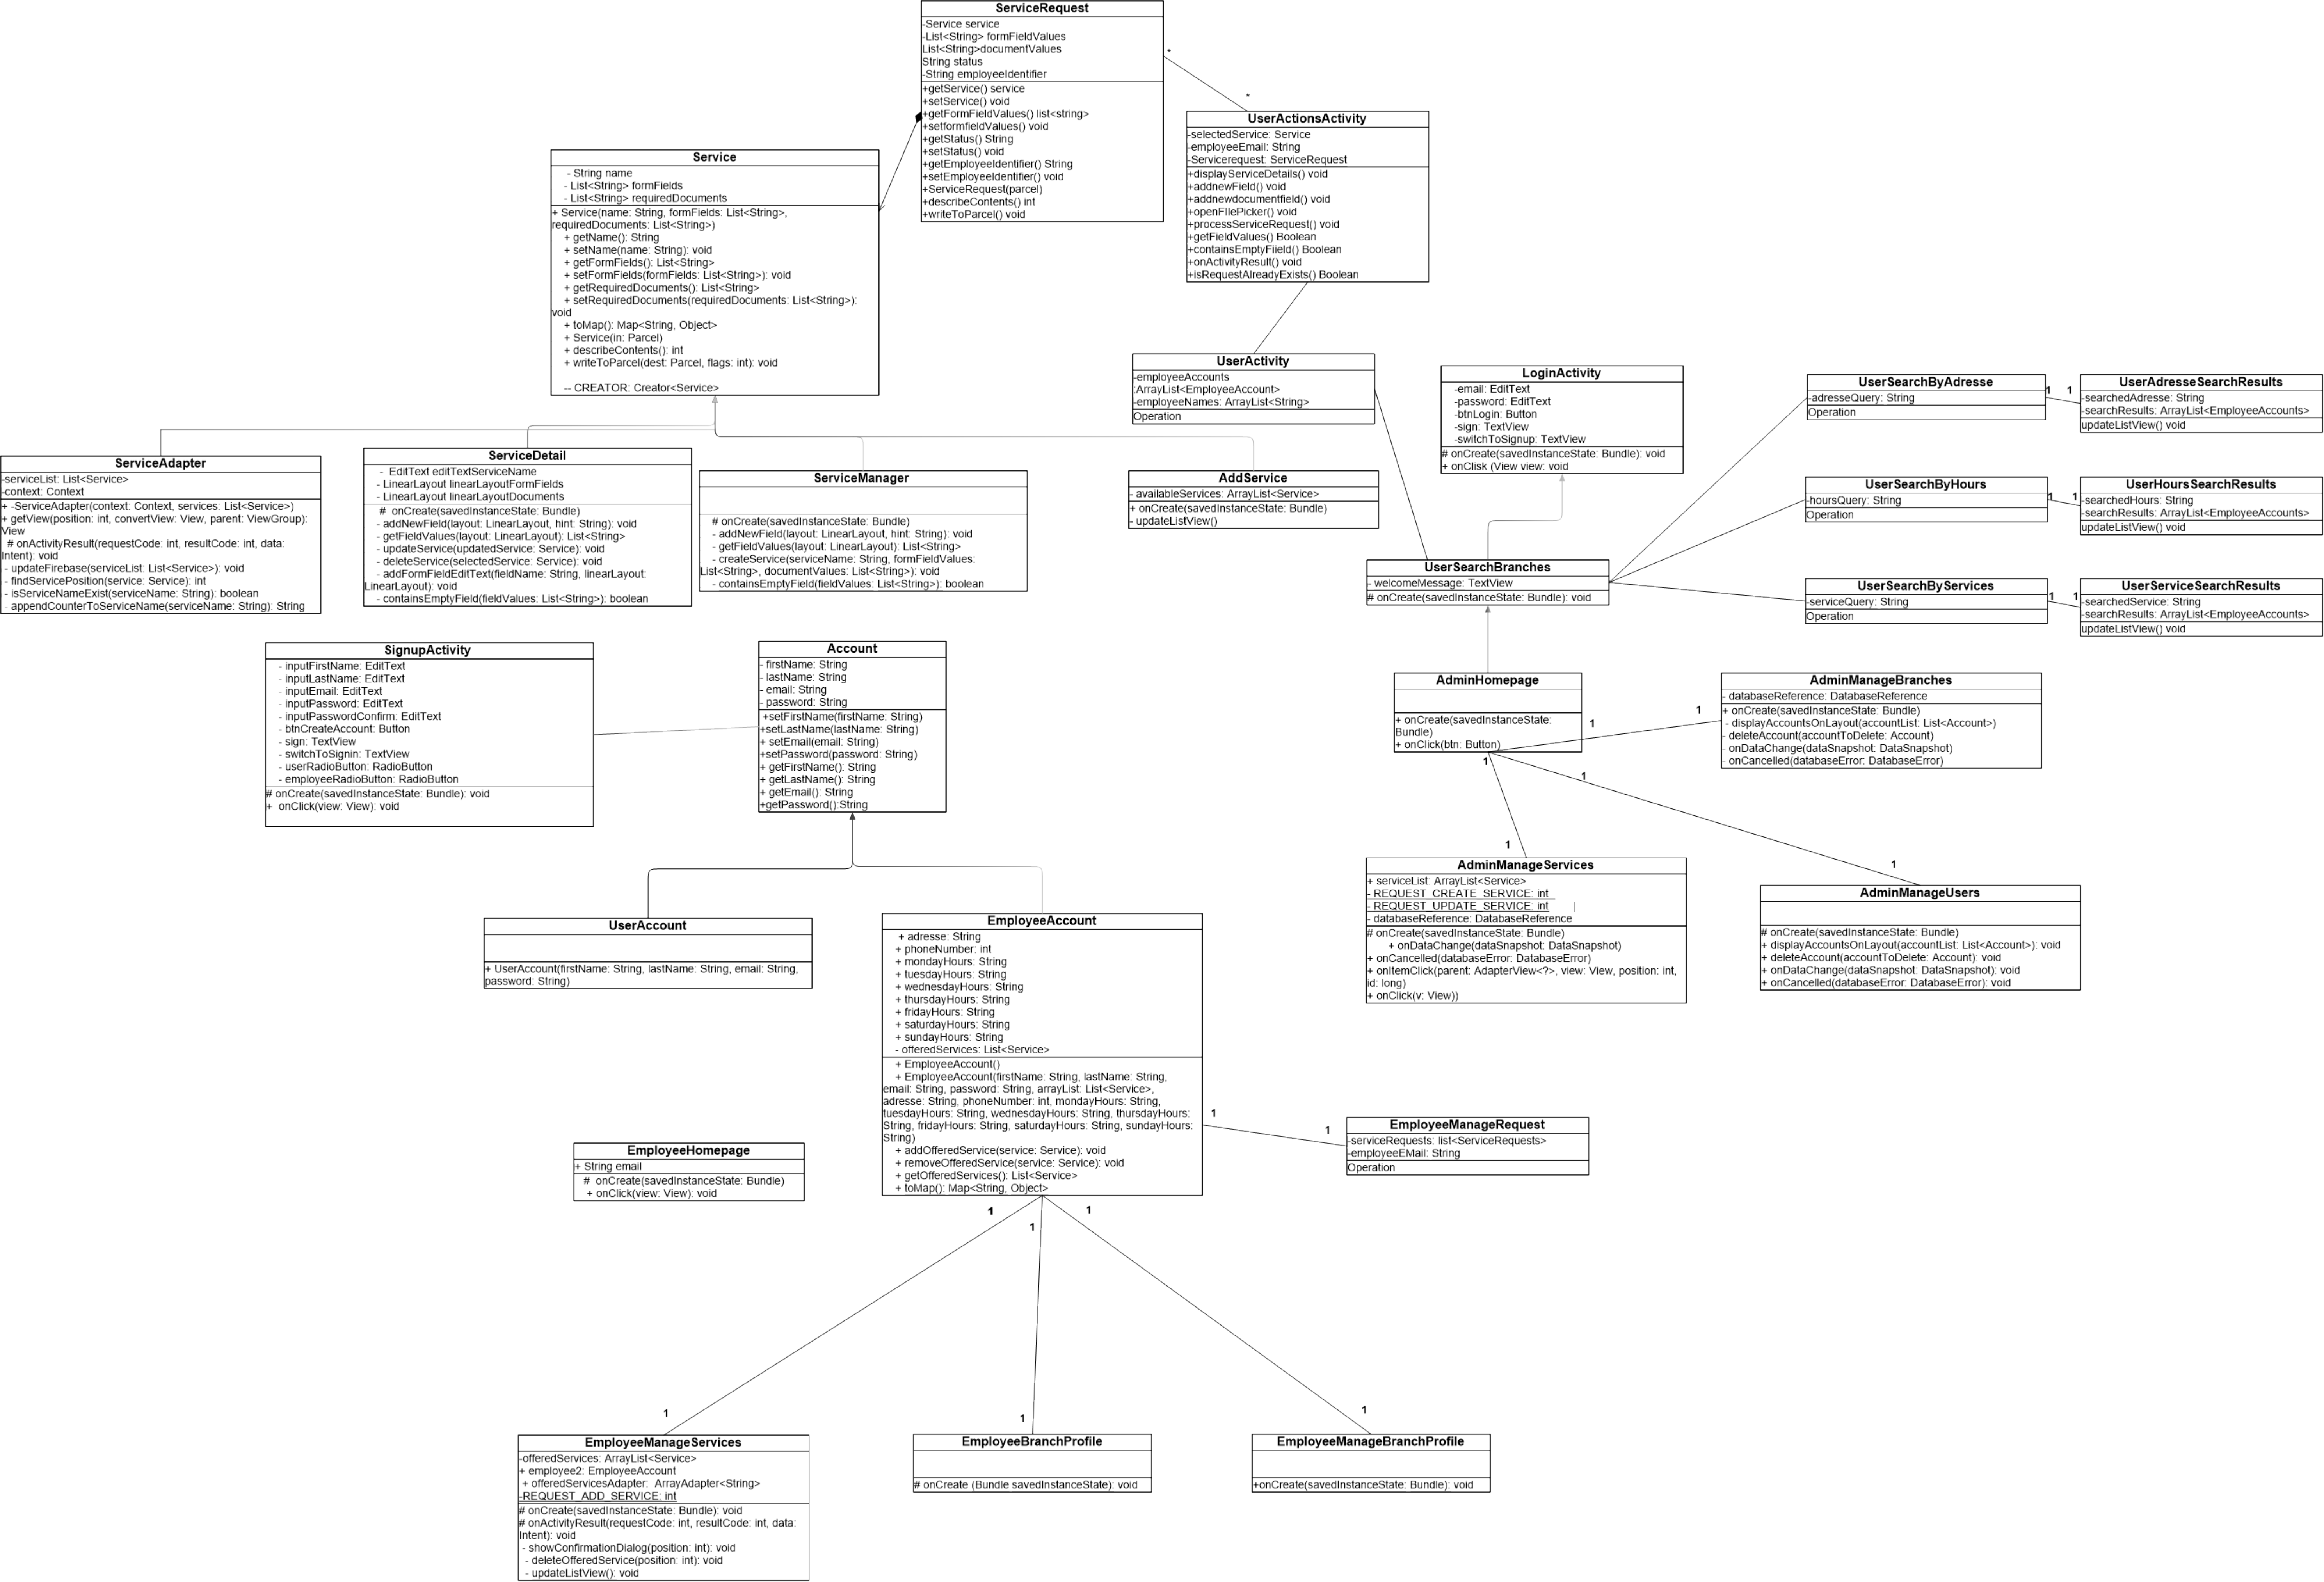 ServiceRequest
-Service service
-List<String> formFieldValues
List<String>documentValues
String status
-String employeeIdentifier
+getService() service
+setService() void
+getFormFieldValues() list<string>
+setformfieldValues() void
+getStatus() String
+setStatus() void
+getEmployeeIdentifier() String
+setEmployeeIdentifier() void
+ServiceRequest(parcel)
+describeContents() int
+writeToParcel() void
*
*
UserActionsActivity
-selectedService: Service
-employeeEmail: String
-Servicerequest: ServiceRequest
+displayServiceDetails() void
+addnewField() void
+addnewdocumentfield() void
+openFIlePicker() void
+processServiceRequest() void
+getFieldValues() Boolean
+containsEmptyFiield() Boolean
+onActivityResult() void
+isRequestAlreadyExists() Boolean
Service
- String name
- List<String> formFields
- List<String> requiredDocuments
+ Service(name: String, formFields: List<String>,
requiredDocuments: List<String>)
+ getName(): String
+ setName(name: String): void
+ getFormFields(): List<String>
+ setFormFields(formFields: List<String>): void
+ getRequiredDocuments(): List<String>
+ setRequiredDocuments(requiredDocuments: List<String>):
void
+ toMap(): Map<String, Object>
+ Service(in: Parcel)
+ describeContents(): int
+ writeToParcel(dest: Parcel, flags: int): void
-- CREATOR: Creator<Service>
UserActivity
-employeeAccounts
:ArrayList<EmployeeAccount>
-employeeNames: ArrayList<String>
Operation
LoginActivity
-email: EditText
-password: EditText
-btnLogin: Button
-sign: TextView
-switchToSignup: TextView
# onCreate(savedInstanceState: Bundle): void
+ onClisk (View view: void
UserSearchByAdresse
-adresseQuery: String
Operation
1
1
UserAdresseSearchResults
-searchedAdresse: String
-searchResults: ArrayList<EmployeeAccounts>
updateListView() void
ServiceAdapter
-serviceList: List<Service>
-context: Context
+ -ServiceAdapter(context: Context, services: List<Service>)
+ getView(position: int, convertView: View, parent: ViewGroup):
View
# onActivityResult(requestCode: int, resultCode: int, data:
Intent): void
- updateFirebase(serviceList: List<Service>): void
- findServicePosition(service: Service): int
- isServiceNameExist(serviceName: String): boolean
- appendCounterToServiceName(serviceName: String): String
ServiceDetail
- EditText editTextServiceName
- LinearLayout linearLayoutFormFields
- LinearLayout linearLayoutDocuments
# onCreate(savedInstanceState: Bundle)
- addNewField(layout: LinearLayout, hint: String): void
- getFieldValues(layout: LinearLayout): List<String>
- updateService(updatedService: Service): void
- deleteService(selectedService: Service): void
- addFormFieldEditText(fieldName: String, linearLayout:
LinearLayout): void
- containsEmptyField(fieldValues: List<String>): boolean
ServiceManager
# onCreate(savedInstanceState: Bundle)
- addNewField(layout: LinearLayout, hint: String): void
- getFieldValues(layout: LinearLayout): List<String>
- createService(serviceName: String, formFieldValues:
List<String>, documentValues: List<String>): void
- containsEmptyField(fieldValues: List<String>): boolean
AddService
- availableServices: ArrayList<Service>
+ onCreate(savedInstanceState: Bundle)
- updateListView()
UserSearchByHours
-hoursQuery: String
Operation
1
1
UserHoursSearchResults
-searchedHours: String
-searchResults: ArrayList<EmployeeAccounts>
updateListView() void
UserSearchBranches
- welcomeMessage: TextView
# onCreate(savedInstanceState: Bundle): void
UserSearchByServices
-serviceQuery: String
Operation
1
1
UserServiceSearchResults
-searchedService: String
-searchResults: ArrayList<EmployeeAccounts>
updateListView() void
SignupActivity
- inputFirstName: EditText
- inputLastName: EditText
- inputEmail: EditText
- inputPassword: EditText
- inputPasswordConfirm: EditText
- btnCreateAccount: Button
- sign: TextView
- switchToSignin: TextView
- userRadioButton: RadioButton
- employeeRadioButton: RadioButton
# onCreate(savedInstanceState: Bundle): void
+ onClick(view: View): void
Account
- firstName: String
- lastName: String
- email: String
- password: String
+setFirstName(firstName: String)
+setLastName(lastName: String)
+ setEmail(email: String)
+setPassword(password: String)
+ getFirstName(): String
+ getLastName(): String
+ getEmail(): String
+getPassword():String
AdminHomepage
+ onCreate(savedInstanceState:
Bundle)
+ onClick(btn: Button)
1
1
AdminManageBranches
- databaseReference: DatabaseReference
+ onCreate(savedInstanceState: Bundle)
- displayAccountsOnLayout(accountList: List<Account>)
- deleteAccount(accountToDelete: Account)
- onDataChange(dataSnapshot: DataSnapshot)
- onCancelled(databaseError: DatabaseError)
1
1
1
1
AdminManageServices
+ serviceList: ArrayList<Service>
- REQUEST_CREATE_SERVICE: int
- REQUEST_UPDATE_SERVICE: int |
- databaseReference: DatabaseReference
# onCreate(savedInstanceState: Bundle)
+ onDataChange(dataSnapshot: DataSnapshot)
+ onCancelled(databaseError: DatabaseError)
+ onItemClick(parent: AdapterView<?>, view: View, position: int,
id: long)
+ onClick(v: View))
AdminManageUsers
# onCreate(savedInstanceState: Bundle)
+ displayAccountsOnLayout(accountList: List<Account>): void
+ deleteAccount(accountToDelete: Account): void
+ onDataChange(dataSnapshot: DataSnapshot): void
+ onCancelled(databaseError: DatabaseError): void
UserAccount
+ UserAccount(firstName: String, lastName: String, email: String,
password: String)
EmployeeAccount
+ adresse: String
+ phoneNumber: int
+ mondayHours: String
+ tuesdayHours: String
+ wednesdayHours: String
+ thursdayHours: String
+ fridayHours: String
+ saturdayHours: String
+ sundayHours: String
- offeredServices: List<Service>
+ EmployeeAccount()
+ EmployeeAccount(firstName: String, lastName: String,
email: String, password: String, arrayList: List<Service>,
adresse: String, phoneNumber: int, mondayHours: String,
tuesdayHours: String, wednesdayHours: String, thursdayHours:
String, fridayHours: String, saturdayHours: String, sundayHours:
String)
+ addOfferedService(service: Service): void
+ removeOfferedService(service: Service): void
+ getOfferedServices(): List<Service>
+ toMap(): Map<String, Object>
1
1
EmployeeManageRequest
-serviceRequests: list<ServiceRequests>
-employeeEMail: String
Operation
EmployeeHomepage
+ String email
# onCreate(savedInstanceState: Bundle)
+ onClick(view: View): void
1
1
1
1
1
1
EmployeeManageServices
-offeredServices: ArrayList<Service>
+ employee2: EmployeeAccount
+ offeredServicesAdapter: ArrayAdapter<String>
-REQUEST_ADD_SERVICE: int
# onCreate(savedInstanceState: Bundle): void
# onActivityResult(requestCode: int, resultCode: int, data:
Intent): void
- showConfirmationDialog(position: int): void
- deleteOfferedService(position: int): void
- updateListView(): void
EmployeeBranchProfile
# onCreate (Bundle savedInstanceState): void
EmployeeManageBranchProfile
+onCreate(savedInstanceState: Bundle): void